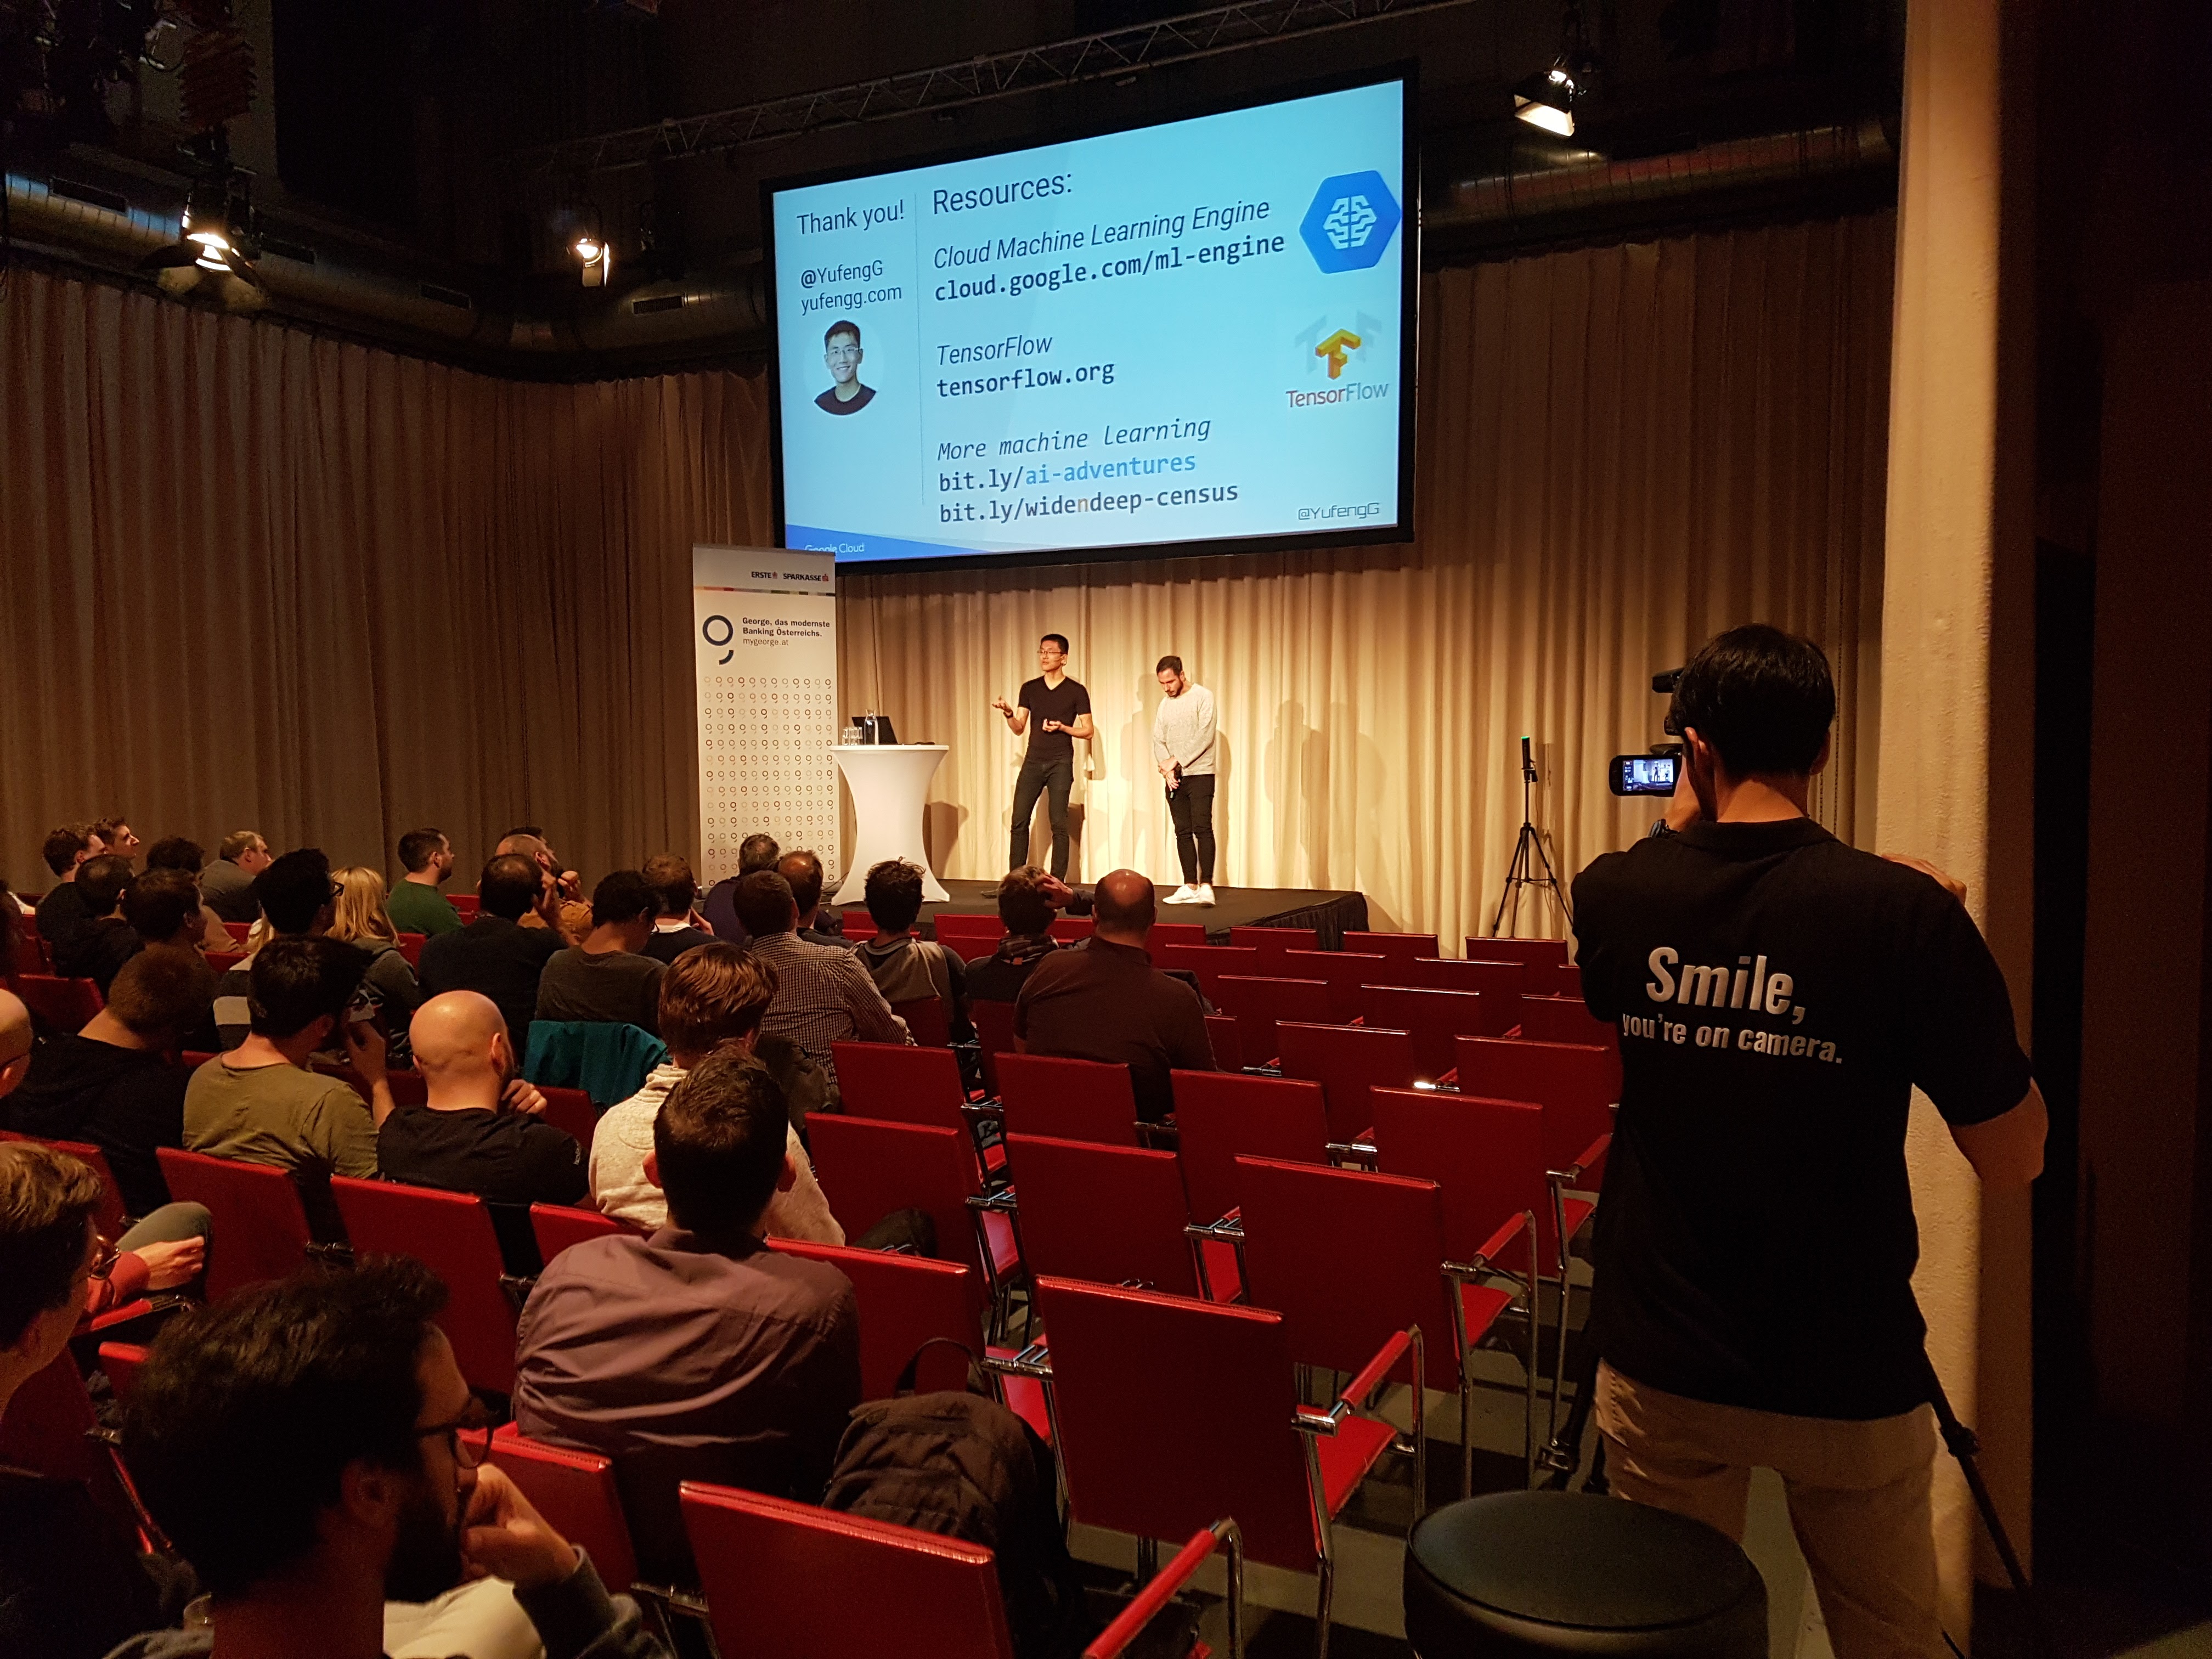 Thank you!
@YufengG
yufengg.com
Resources:
Cloud Machine Learning Engine
cloud.google.com/ml-engine
TensorFlow
tensorflow.org
More machine learning
bit.ly/ai-adventures
bit.ly/widendeep-census
TensorFlow
@YufengG
Google Cloud
ERSTE SPARKASSE
George, das modernste
Banking Österreichs.
mygeorge.at
Smile,
you're on camera.